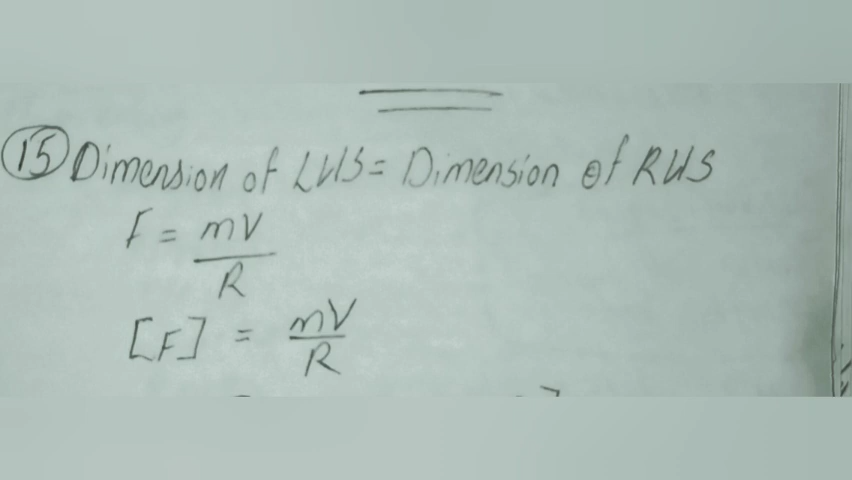 15 Dimension of LHS = Dimension of RHS
F = mV
R
[F] = mV
R